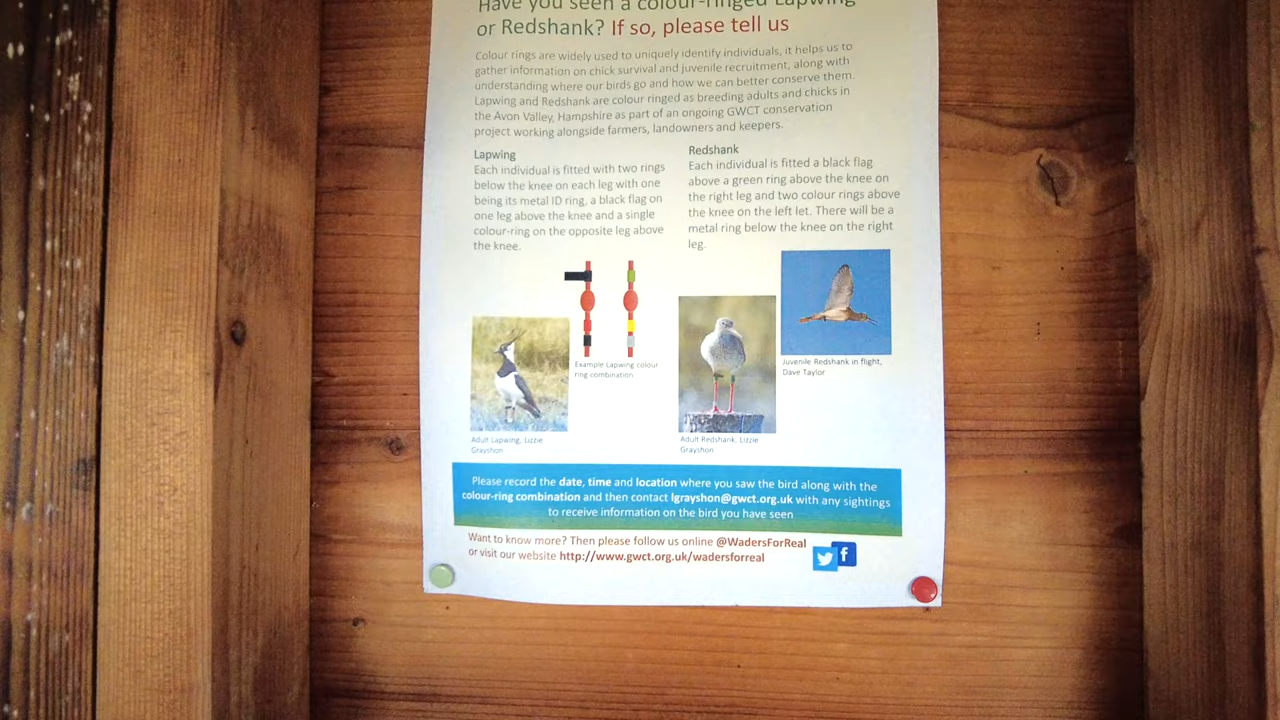 Have you seen a colour-ringed Lapwing
or Redshank? If so, please tell us
Colour rings are widely used to uniquely identify individuals, it helps us to
gather information on chick survival and juvenile recruitment, along with
understanding where our birds go and how we can better conserve them.
Lapwing and Redshank are colour ringed as breeding adults and chicks in
the Avon Valley, Hampshire as part of an ongoing GWCT conservation
project working alongside farmers, landowners and keepers.
Lapwing
Each individual is fitted with two rings
below the knee on each leg with one
being its metal ID ring, a black flag on
one leg above the knee and a single
colour-ring on the opposite leg above
the knee.
Redshank
Each individual is fitted a black flag
above a green ring above the knee on
the right leg and two colour rings above
the knee on the left let. There will be a
metal ring below the knee on the right
leg.
Example Lapwing colour
ring combination
Juvenile Redshank in flight,
Dave Taylor
Adult Lapwing, Lizzie
Grayshon
Adult Redshank, Lizzie
Grayshon
Please record the date, time and location where you saw the bird along with the
colour-ring combination and then contact lgrayshon@gwct.org.uk with any sightings
to receive information on the bird you have seen
Want to know more? Then please follow us online @WadersForReal
or visit our website http://www.gwct.org.uk/wadersforreal
f